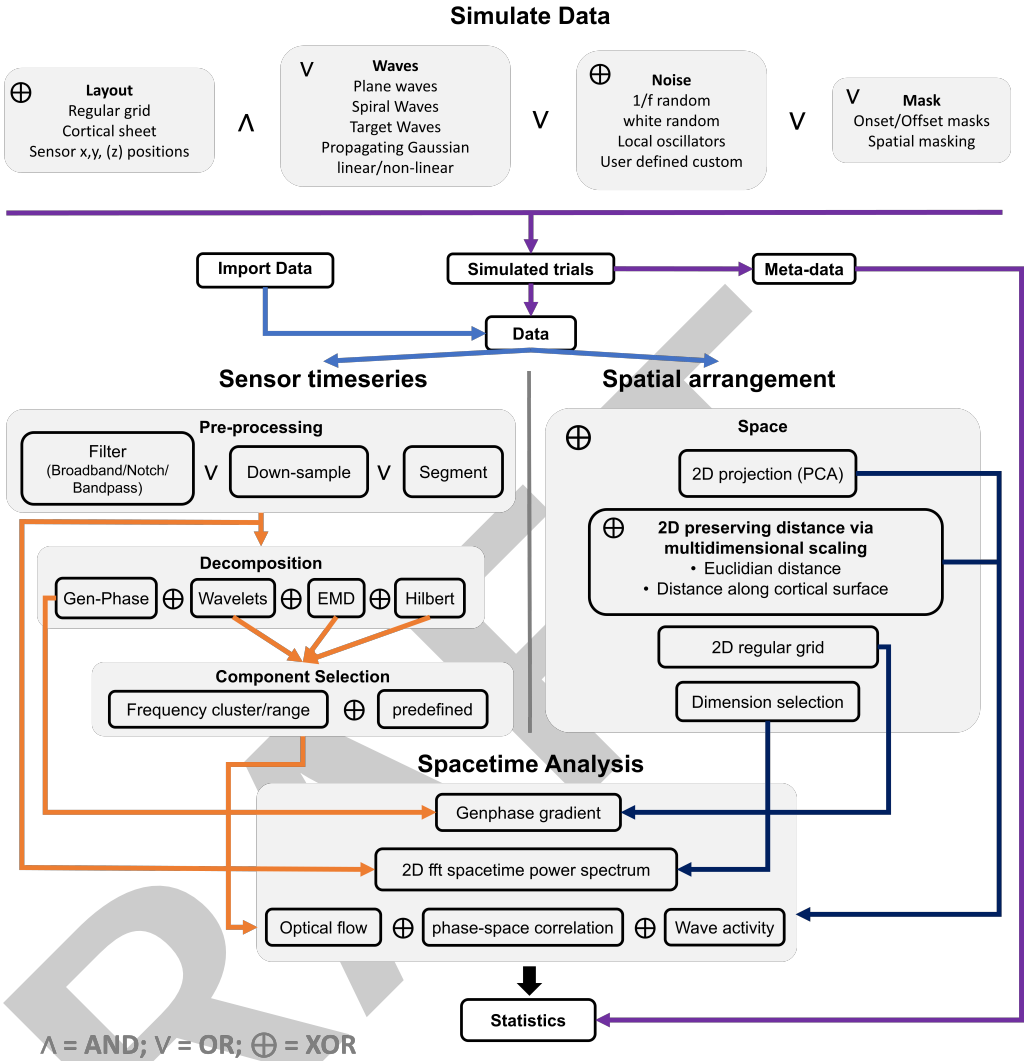 Simulate Data
⊕
Layout
Regular grid
Cortical sheet
Sensor x,y, (z) positions
∧
∨
Waves
Plane waves
Spiral Waves
Target Waves
Propagating Gaussian
linear/non-linear
∨
⊕
Noise
1/f random
white random
Local oscillators
User defined custom
∨
∨
Mask
Onset/Offset masks
Spatial masking
Import Data
Simulated trials
Meta-data
Data
Sensor timeseries
Spatial arrangement
Pre-processing
Filter
(Broadband/Notch/
Bandpass)
∨
Down-sample
∨
Segment
Decomposition
Gen-Phase ⊕ Wavelets ⊕ EMD ⊕ Hilbert
Component Selection
Frequency cluster/range ⊕ predefined
⊕
Space
2D projection (PCA)
⊕
2D preserving distance via
multidimensional scaling
• Euclidian distance
• Distance along cortical surface
2D regular grid
Dimension selection
Spacetime Analysis
Genphase gradient
2D fft spacetime power spectrum
Optical flow ⊕ phase-space correlation ⊕ Wave activity
Statistics
∧ = AND; ∨ = OR; ⊕ = XOR